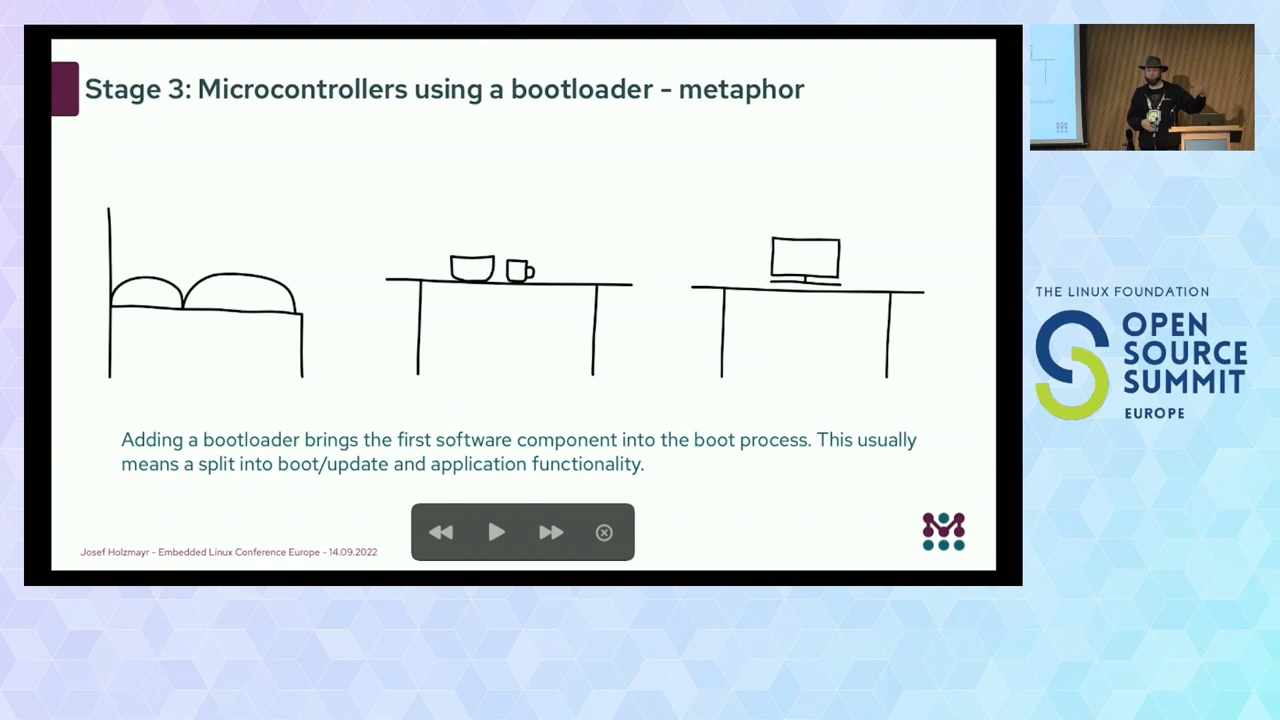 Stage 3: Microcontrollers using a bootloader - metaphor
Adding a bootloader brings the first software component into the boot process. This usually
means a split into boot/update and application functionality.
Josef Holzmayr - Embedded Linux Conference Europe - 14.09.2022
THE LINUX FOUNDATION
OPEN
SOURCE
SUMMIT
EUROPE